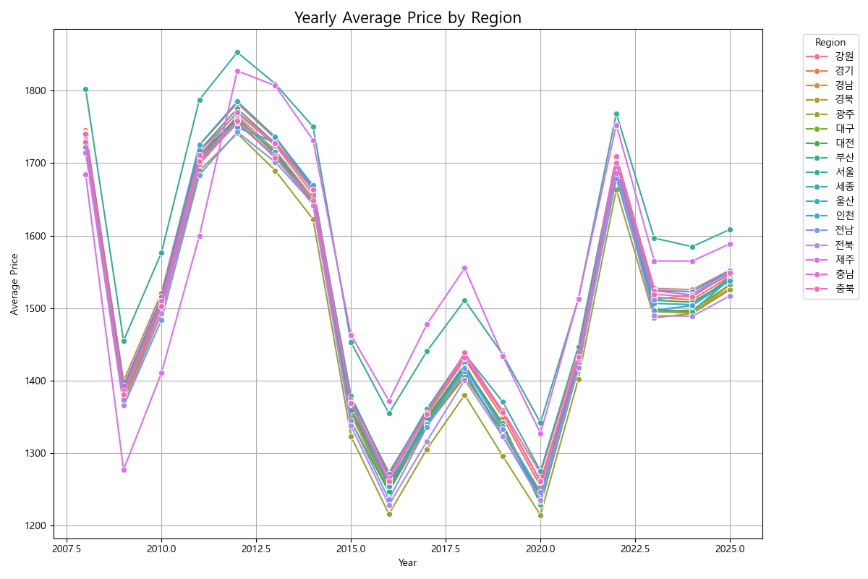 Yearly Average Price by Region
Average Price
1800
1700
1600
1500
1400
1300
1200
2007.5
2010.0
2012.5
2015.0
2017.5
2020.0
2022.5
2025.0
Year
Region
강원
경기
경남
경북
광주
대구
대전
부산
서울
세종
울산
인천
전남
전북
제주
충남
충북